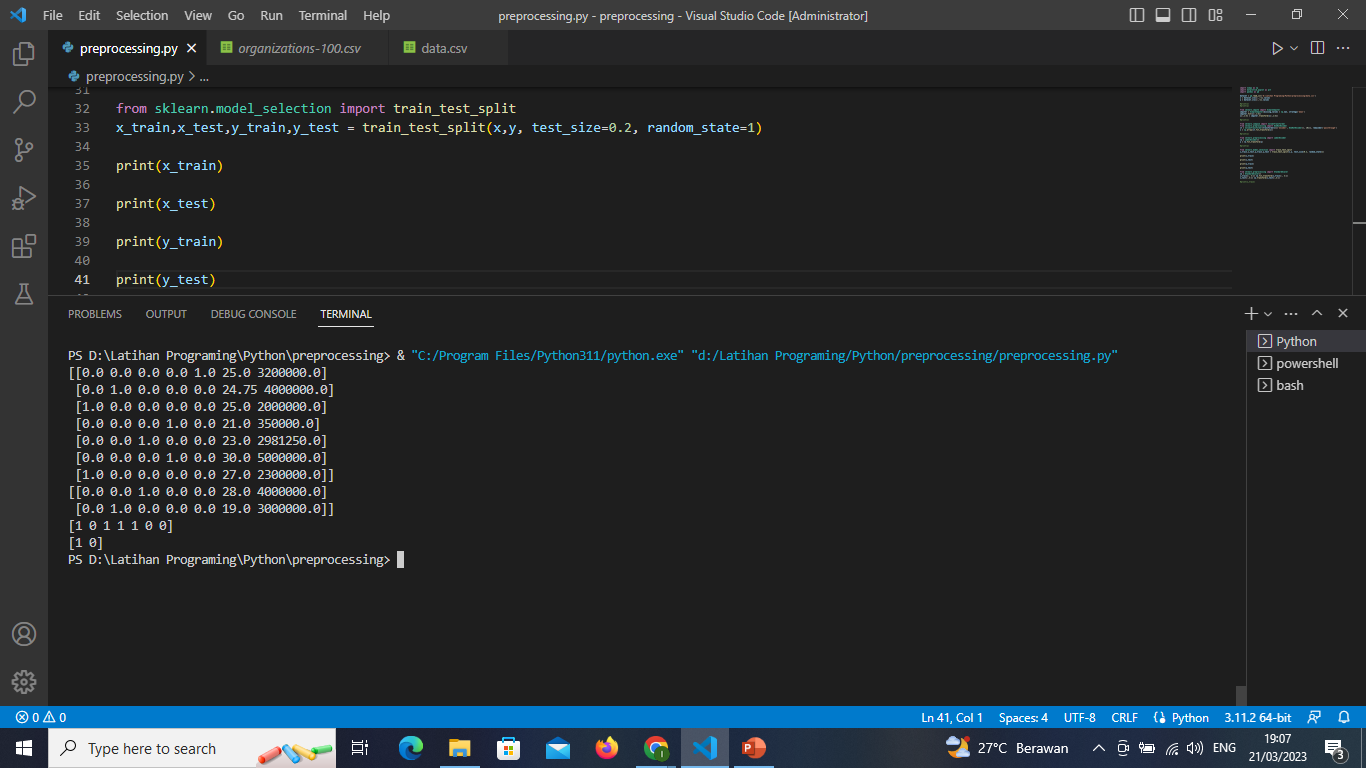 File Edit Selection View Go Run Terminal Help preprocessing.py - preprocessing - Visual Studio Code [Administrator]
preprocessing.py organizations-100.csv data.csv
preprocessing.py > ...
31
32 from sklearn.model_selection import train_test_split
33 x_train,x_test,y_train,y_test = train_test_split(x,y, test_size=0.2, random_state=1)
34
35 print(x_train)
36
37 print(x_test)
38
39 print(y_train)
40
41 print(y_test)
PROBLEMS OUTPUT DEBUG CONSOLE TERMINAL
PS D:\Latihan Programing\Python\preprocessing> & "C:/Program Files/Python311/python.exe" "d:/Latihan Programing/Python/preprocessing/preprocessing.py"
[[0.0 0.0 0.0 0.0 1.0 25.0 3200000.0]
[0.0 1.0 0.0 0.0 0.0 24.75 4000000.0]
[1.0 0.0 0.0 0.0 0.0 25.0 2000000.0]
[0.0 0.0 0.0 1.0 0.0 21.0 350000.0]
[0.0 0.0 1.0 0.0 0.0 23.0 2981250.0]
[0.0 0.0 0.0 1.0 0.0 30.0 5000000.0]
[1.0 0.0 0.0 0.0 0.0 27.0 2300000.0]]
[[0.0 0.0 1.0 0.0 0.0 28.0 4000000.0]
[0.0 1.0 0.0 0.0 0.0 19.0 3000000.0]]
[1 0 1 1 1 0 0]
[1 0]
PS D:\Latihan Programing\Python\preprocessing>
Python
powershell
bash
0 0 Ln 41, Col 1 Spaces: 4 UTF-8 CRLF Python 3.11.2 64-bit
Type here to search 27°C Berawan ENG 19:07
21/03/2023 3